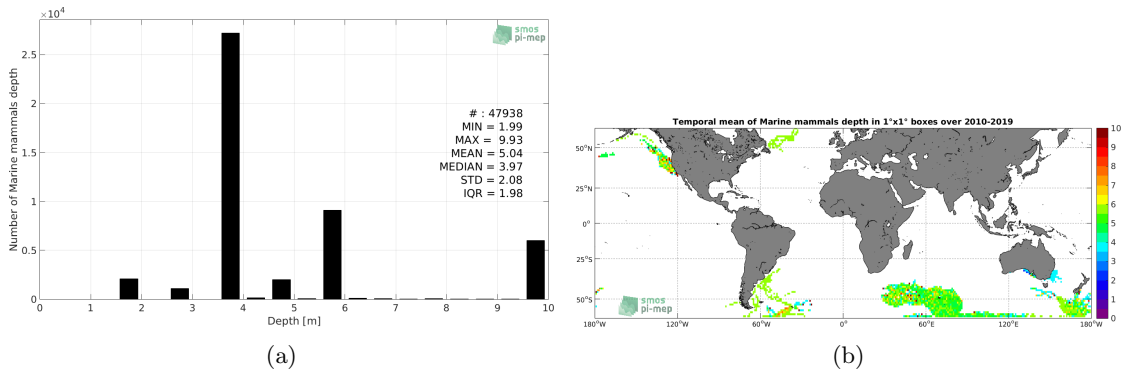 ×10⁴
smos
pi-mep
2.5
2
1.5
1
0.5
0
Number of Marine mammals depth
# : 47938
MIN = 1.99
MAX = 9.93
MEAN = 5.04
MEDIAN = 3.97
STD = 2.08
IQR = 1.98
0 1 2 3 4 5 6 7 8 9 10
Depth [m]
(a)
Temporal mean of Marine mammals depth in 1°x1° boxes over 2010-2019
50°N
25°N
0°
25°S
50°S
smos
pi-mep
180°W 120°W 60°W 0° 60°E 120°E 180°W
10
9
8
7
6
5
4
3
2
1
0
(b)